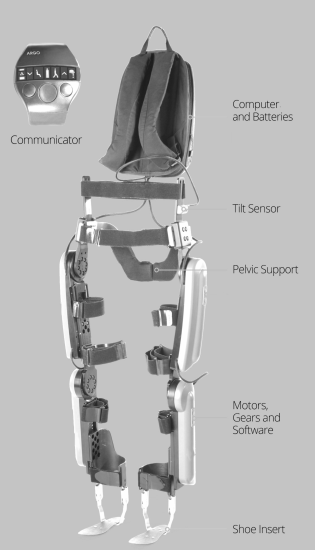 ARGO
Communicator
Computer
and Batteries
Tilt Sensor
Pelvic Support
Motors,
Gears and
Software
Shoe Insert